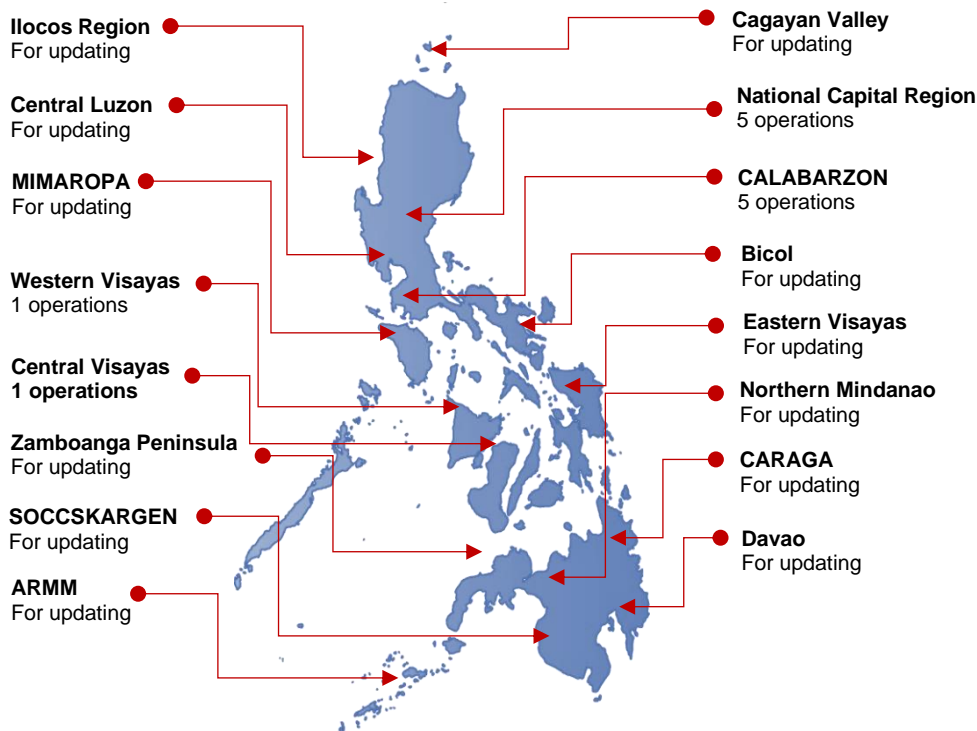 Ilocos Region
For updating
Central Luzon
For updating
MIMAROPA
For updating
Western Visayas
1 operations
Central Visayas
1 operations
Zamboanga Peninsula
For updating
SOCCSKARGEN
For updating
ARMM
For updating
Cagayan Valley
For updating
National Capital Region
5 operations
CALABARZON
5 operations
Bicol
For updating
Eastern Visayas
For updating
Northern Mindanao
For updating
CARAGA
For updating
Davao
For updating